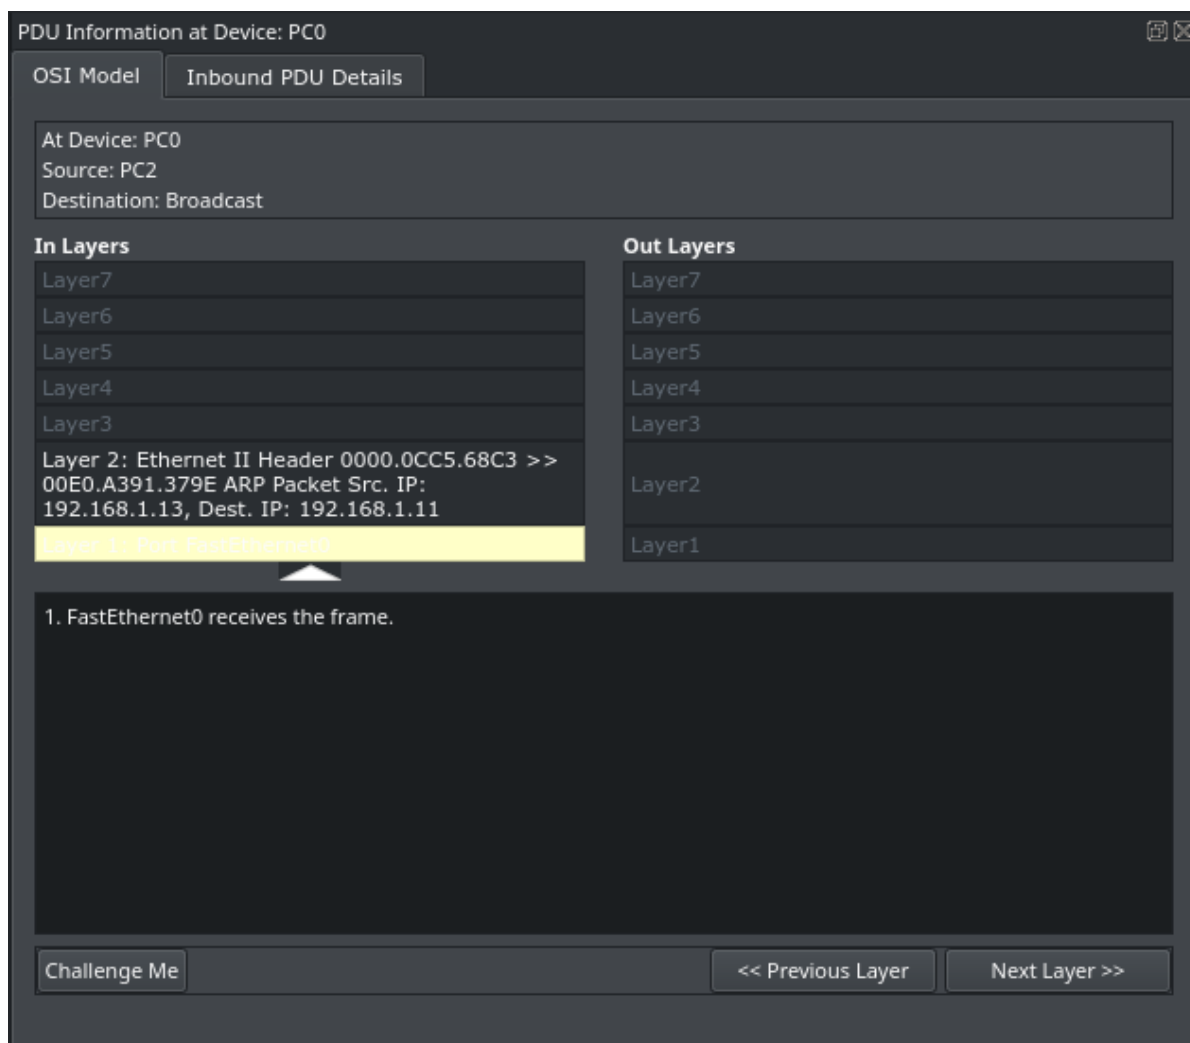 PDU Information at Device: PC0
OSI Model
Inbound PDU Details
At Device: PC0
Source: PC2
Destination: Broadcast
In Layers
Layer7
Layer6
Layer5
Layer4
Layer3
Layer 2: Ethernet II Header 0000.0CC5.68C3 >>
00E0.A391.379E ARP Packet Src. IP:
192.168.1.13, Dest. IP: 192.168.1.11
Layer 1: Port FastEthernet0
Out Layers
Layer7
Layer6
Layer5
Layer4
Layer3
Layer2
Layer1
1. FastEthernet0 receives the frame.
Challenge Me
<< Previous Layer
Next Layer >>